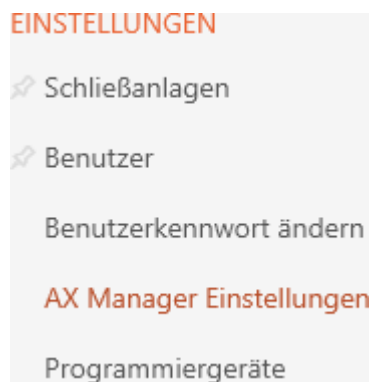 EINSTELLUNGEN
Schließanlagen
Benutzer
Benutzerkennwort ändern
AX Manager Einstellungen
Programmiergeräte